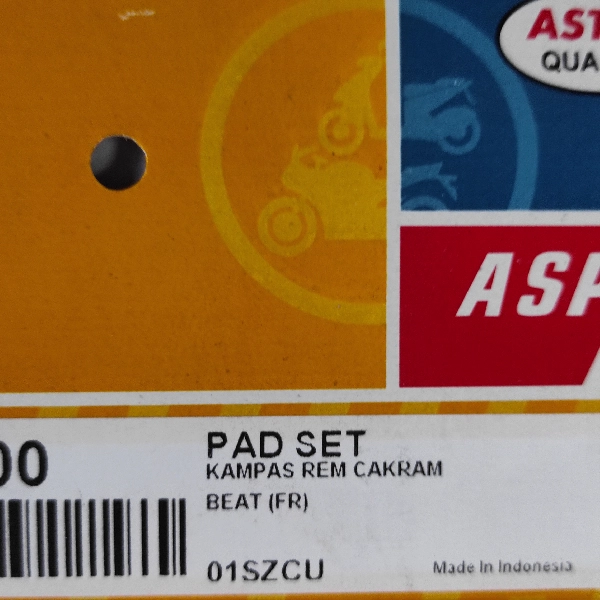 AST
QUA
ASP
00
PAD SET
KAMPAS REM CAKRAM
BEAT (FR)
01SZCU
Made In Indonesia